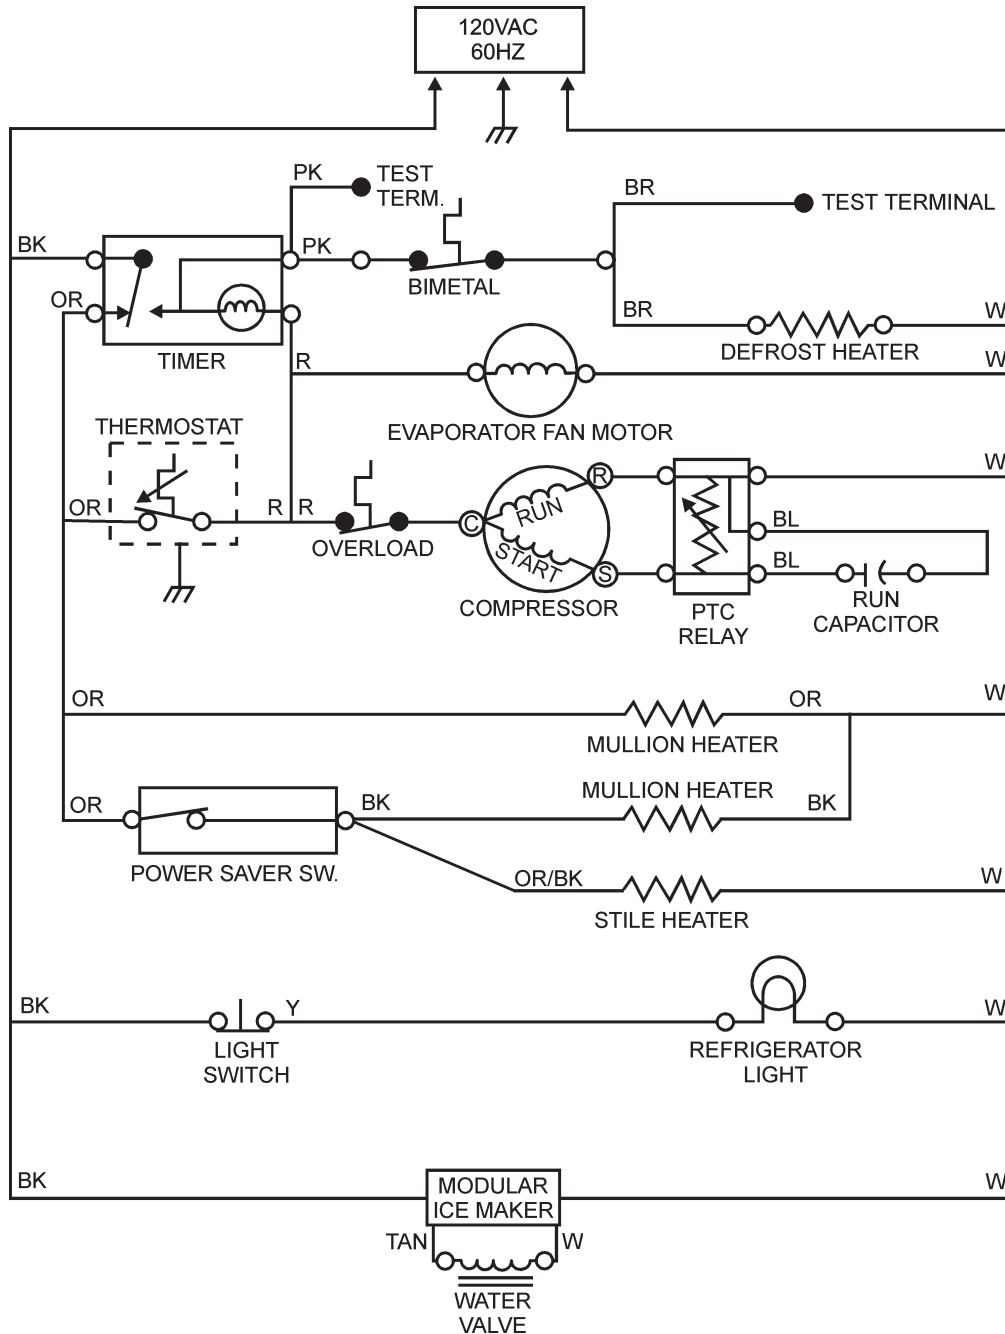 120VAC
60HZ
PK
TEST
TERM.
BR
TEST TERMINAL
BK
PK
BIMETAL
OR
BR
W
TIMER
DEFROST HEATER
R
W
THERMOSTAT
EVAPORATOR FAN MOTOR
W
R
RUN
OR
R
R
C
BL
OVERLOAD
START
S
BL
COMPRESSOR
PTC
RELAY
RUN
CAPACITOR
OR
OR
W
MULLION HEATER
MULLION HEATER
OR
BK
BK
POWER SAVER SW.
OR/BK
W
STILE HEATER
BK
Y
W
LIGHT
SWITCH
REFRIGERATOR
LIGHT
BK
MODULAR
ICE MAKER
W
TAN
W
WATER
VALVE